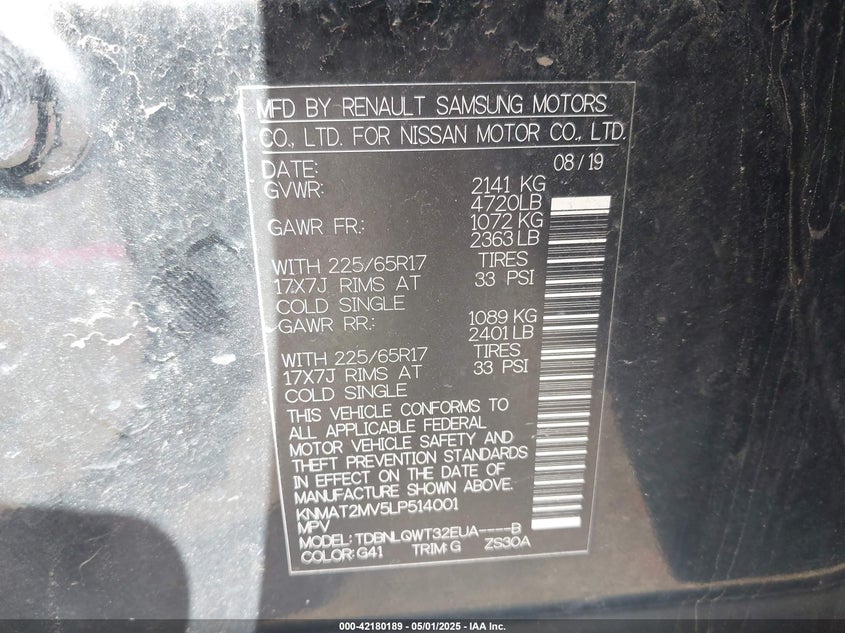 MFD BY RENAULT SAMSUNG MOTORS
CO., LTD. FOR NISSAN MOTOR CO., LTD.
DATE: 08/19
GVWR: 2141 KG
4720LB
GAWR FR.: 1072 KG
2363 LB
WITH 225/65R17 TIRES
17X7J RIMS AT 33 PSI
COLD SINGLE
GAWR RR.: 1089 KG
2401 LB
WITH 225/65R17 TIRES
17X7J RIMS AT 33 PSI
COLD SINGLE
THIS VEHICLE CONFORMS TO
ALL APPLICABLE FEDERAL
MOTOR VEHICLE SAFETY AND
THEFT PREVENTION STANDARDS
IN EFFECT ON THE DATE OF
MANUFACTURE SHOWN ABOVE.
KNMAT2MV5LP514001
MPV
MODEL: TDBNLQWT32EUA----B
COLOR: G41 TRIM: G ZS30A
000-42180189 - 05/01/2025 - IAA Inc.